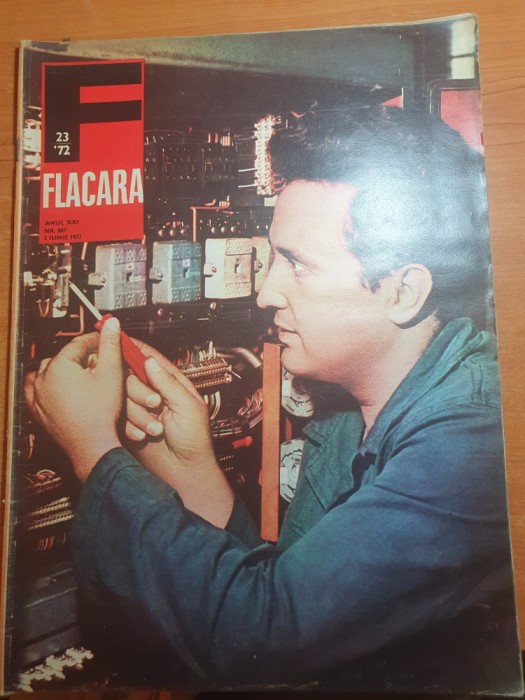 F
23
'72
FLACARA
ANUL XXI
NR. 887
3 IUNIE 1972